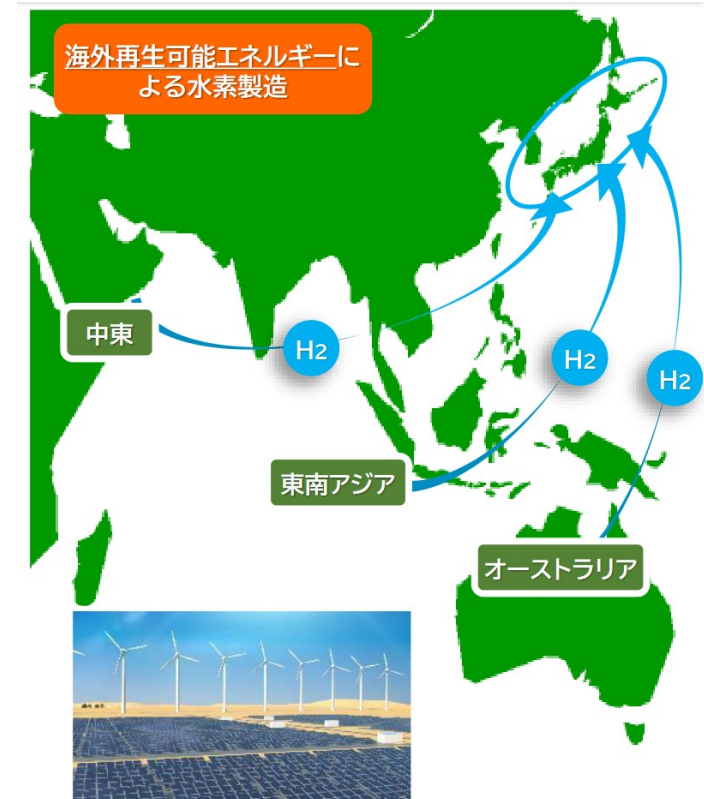 海外再生可能エネルギーに
よる水素製造
中東
H2
H2
H2
東南アジア
オーストラリア